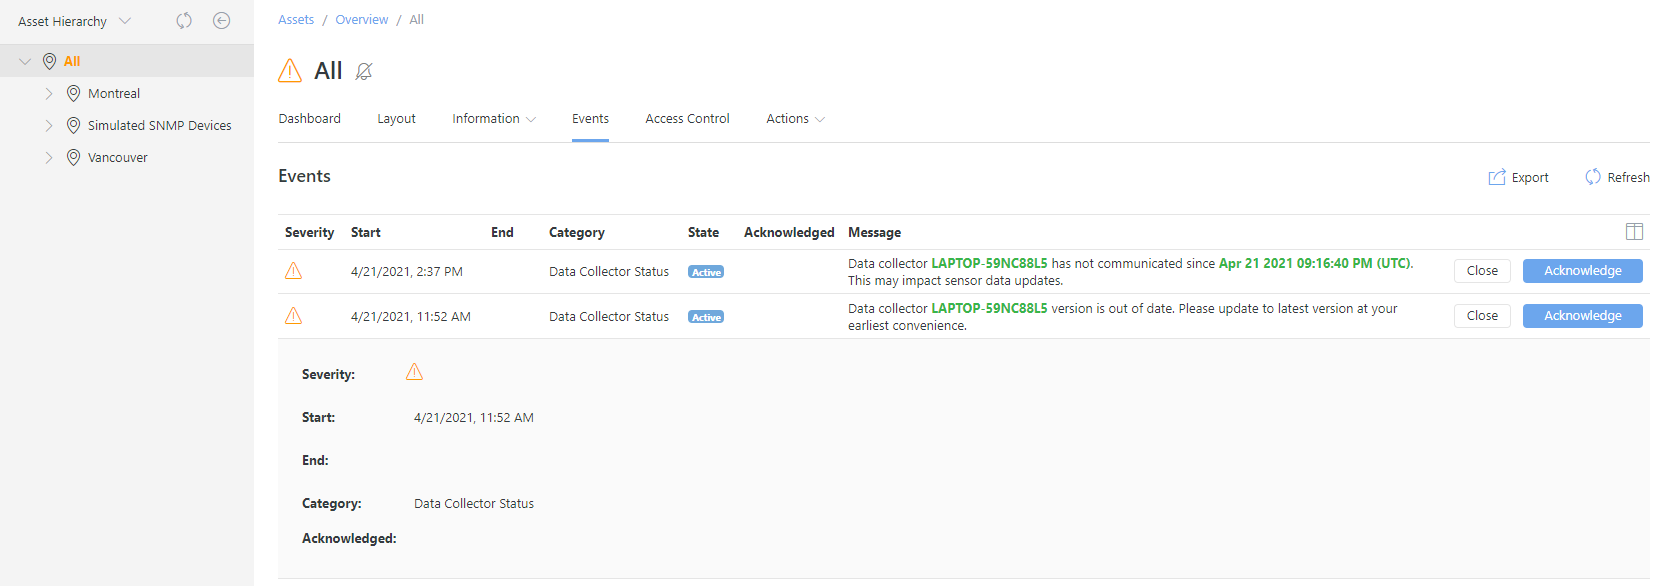 Asset Hierarchy
All
Montreal
Simulated SNMP Devices
Vancouver
Assets / Overview / All
All
Dashboard Layout Information Events Access Control Actions
Events
Export Refresh
Severity Start End Category State Acknowledged Message
4/21/2021, 2:37 PM Data Collector Status Active Data collector LAPTOP-59NC88L5 has not communicated since Apr 21 2021 09:16:40 PM (UTC).
This may impact sensor data updates.
Close Acknowledge
4/21/2021, 11:52 AM Data Collector Status Active Data collector LAPTOP-59NC88L5 version is out of date. Please update to latest version at your
earliest convenience.
Close Acknowledge
Severity:
Start: 4/21/2021, 11:52 AM
End:
Category: Data Collector Status
Acknowledged: